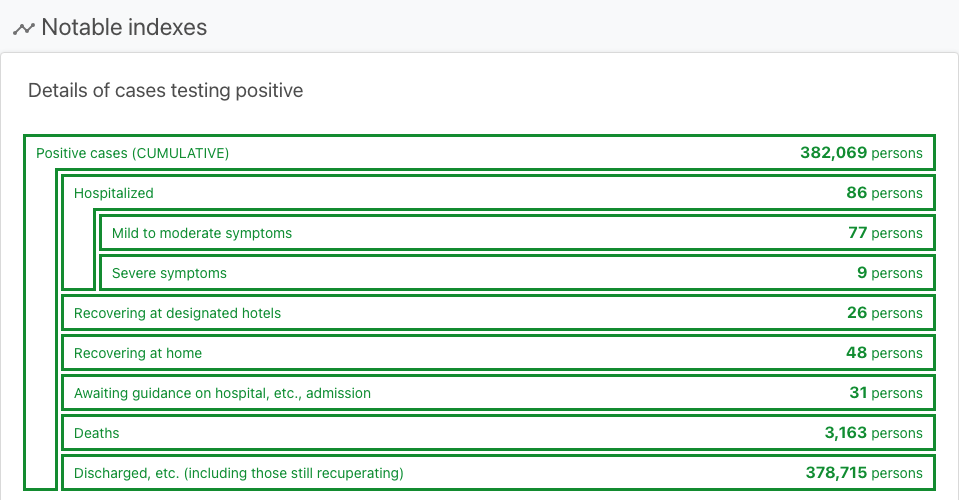 Notable indexes
Details of cases testing positive
Positive cases (CUMULATIVE) 382,069 persons
Hospitalized 86 persons
Mild to moderate symptoms 77 persons
Severe symptoms 9 persons
Recovering at designated hotels 26 persons
Recovering at home 48 persons
Awaiting guidance on hospital, etc., admission 31 persons
Deaths 3,163 persons
Discharged, etc. (including those still recuperating) 378,715 persons